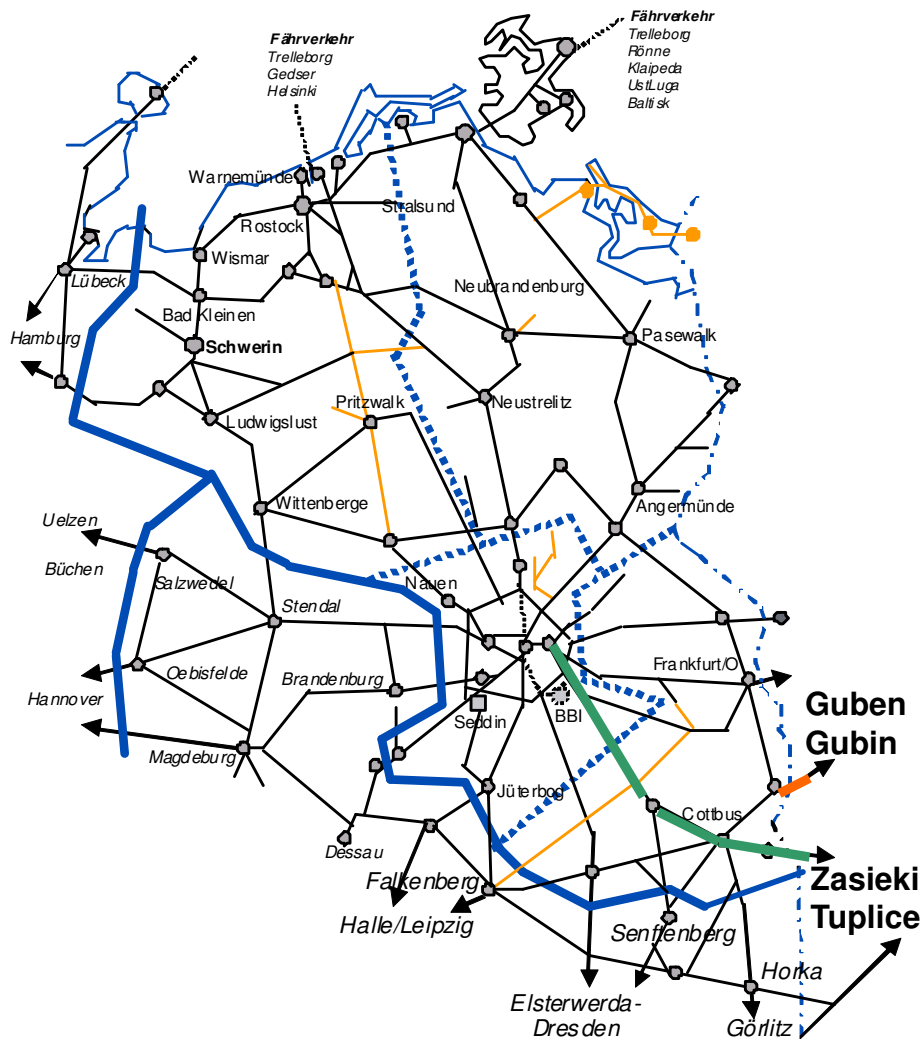 Fährverkehr
Trelleborg
Rönne
Klaipeda
UstLuga
Baltisk
Fährverkehr
Trelleborg
Gedser
Helsinki
Warnemünde
Rostock
Stralsund
Wismar
Lübeck
Neubrandenburg
Bad Kleinen
Hamburg
Pasewalk
Schwerin
Pritzwalk
Neustrelitz
Ludwigslust
Wittenberge
Angermünde
Uelzen
Büchen
Salzwedel
Nauen
Stendal
Oebisfelde
Brandenburg
Frankfurt/O
Hannover
Seddin
BBI
Guben
Gubin
Magdeburg
Jüterbog
Cottbus
Dessau
Falkenberg
Zasieki
Tuplice
Halle/Leipzig
Senftenberg
Horka
Elsterwerda-
Dresden
Görlitz